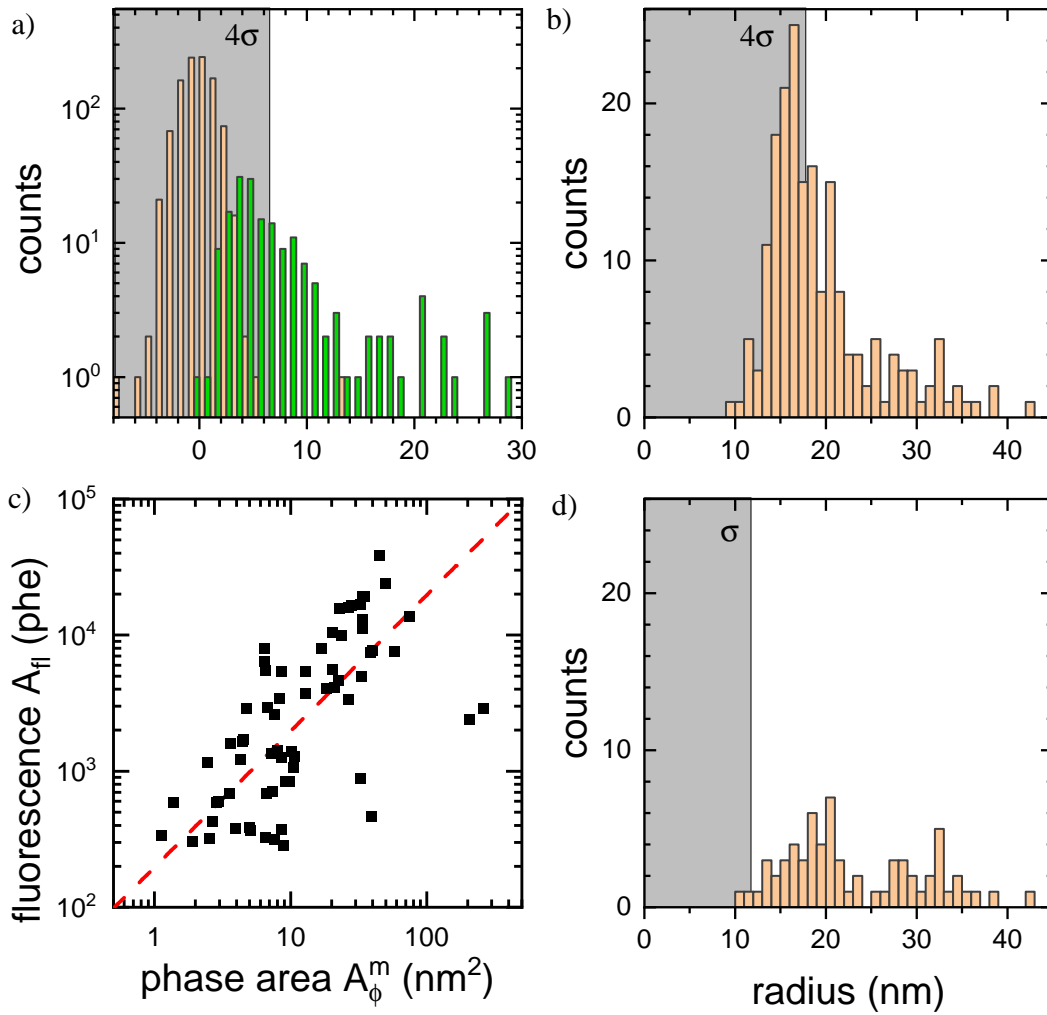 a)
4σ
counts
10²
10¹
10⁰
0 10 20 30
b)
4σ
counts
20
10
0
0 10 20 30 40
c)
fluorescence A_fl (phe)
10⁵
10⁴
10³
10²
1 10 100
phase area A_ϕ^m (nm²)
d)
σ
counts
20
10
0
0 10 20 30 40
radius (nm)